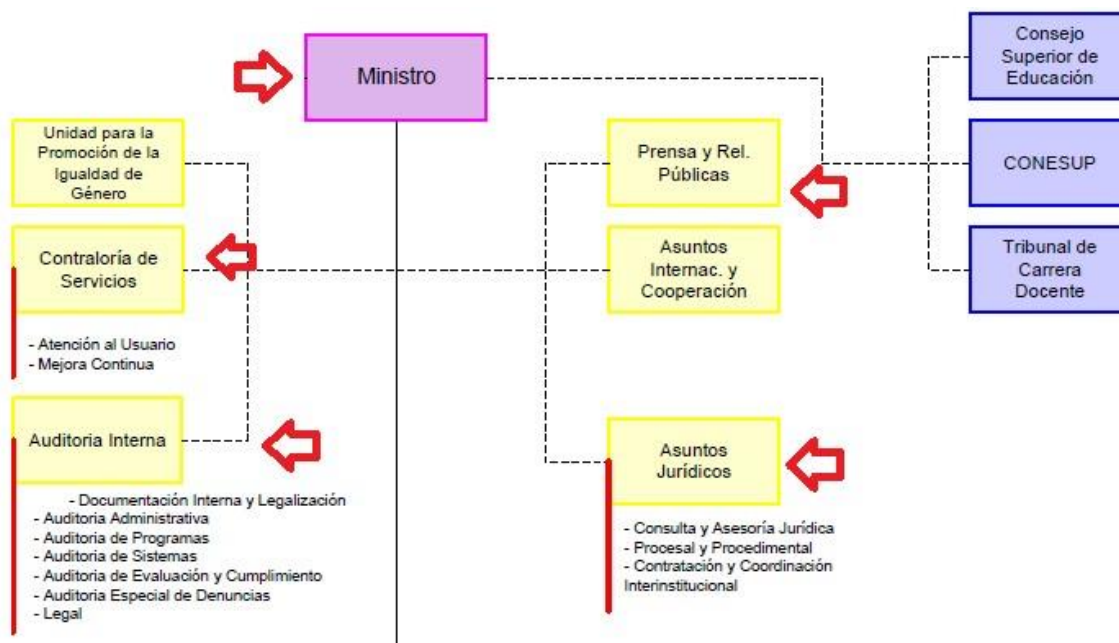 Ministro
Consejo
Superior de
Educación
Unidad para la
Promoción de la
Igualdad de
Género
Prensa y Rel.
Públicas
CONESUP
Contraloría de
Servicios
Asuntos
Internac. y
Cooperación
Tribunal de
Carrera
Docente
- Atención al Usuario
- Mejora Continua
Auditoria Interna
Asuntos
Jurídicos
- Documentación Interna y Legalización
- Auditoria Administrativa
- Auditoria de Programas
- Auditoria de Sistemas
- Auditoria de Evaluación y Cumplimiento
- Auditoria Especial de Denuncias
- Legal
- Consulta y Asesoría Jurídica
- Procesal y Procedimental
- Contratación y Coordinación
Interinstitucional